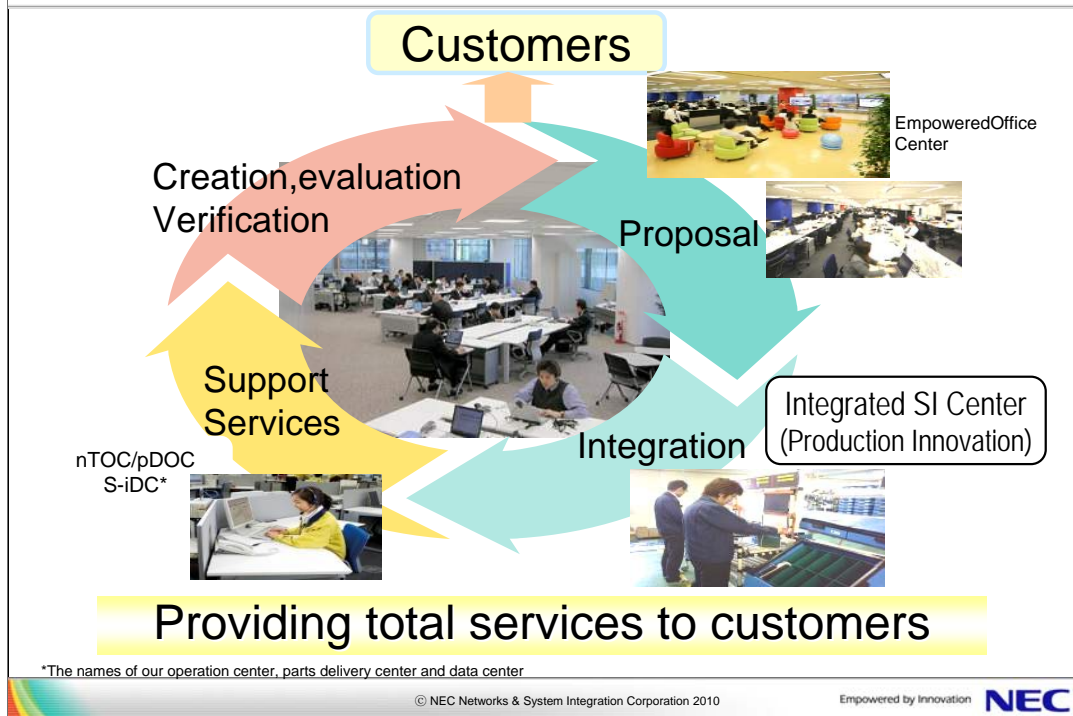 Customers
EmpoweredOffice
Center
Creation,evaluation
Verification
Proposal
Support
Services
Integrated SI Center
(Production Innovation)
Integration
nTOC/pDOC
S-iDC*
Providing total services to customers
*The names of our operation center, parts delivery center and data center
© NEC Networks & System Integration Corporation 2010
Empowered by Innovation NEC